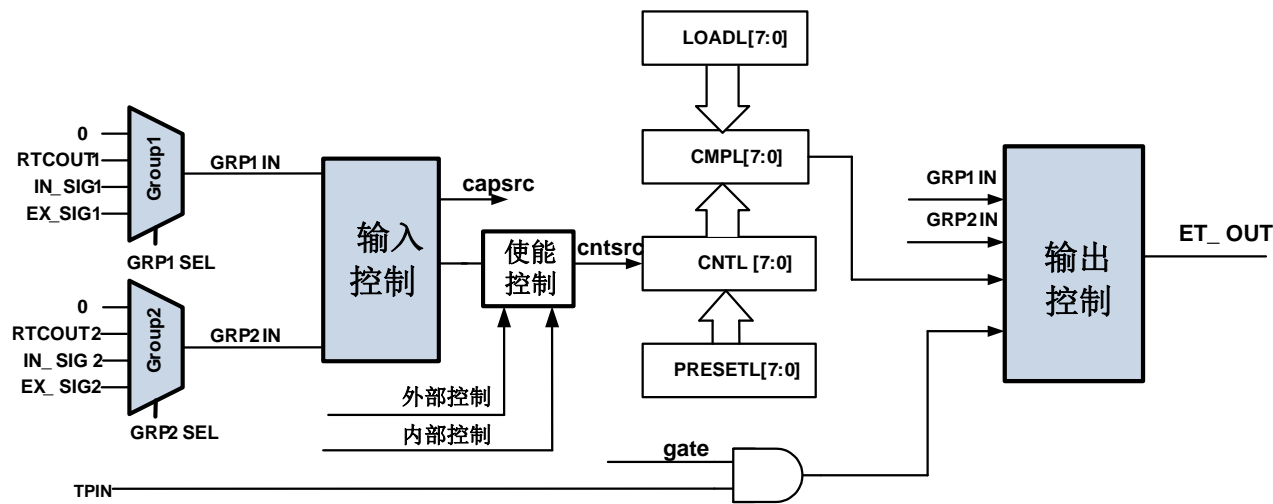 LOADL[7:0]
0
RTCOUT1
IN_SIG1
EX_SIG1
Group1
GRP1 IN
GRP1 SEL
0
RTCOUT2
IN_SIG 2
EX_ SIG2
Group2
GRP2 IN
GRP2 SEL
输入
控制
capsrc
使能
控制
cntsrc
外部控制
内部控制
CMPL[7:0]
CNTL [7:0]
PRESETL[7:0]
GRP1 IN
GRP2 IN
输出
控制
ET_ OUT
gate
TPIN